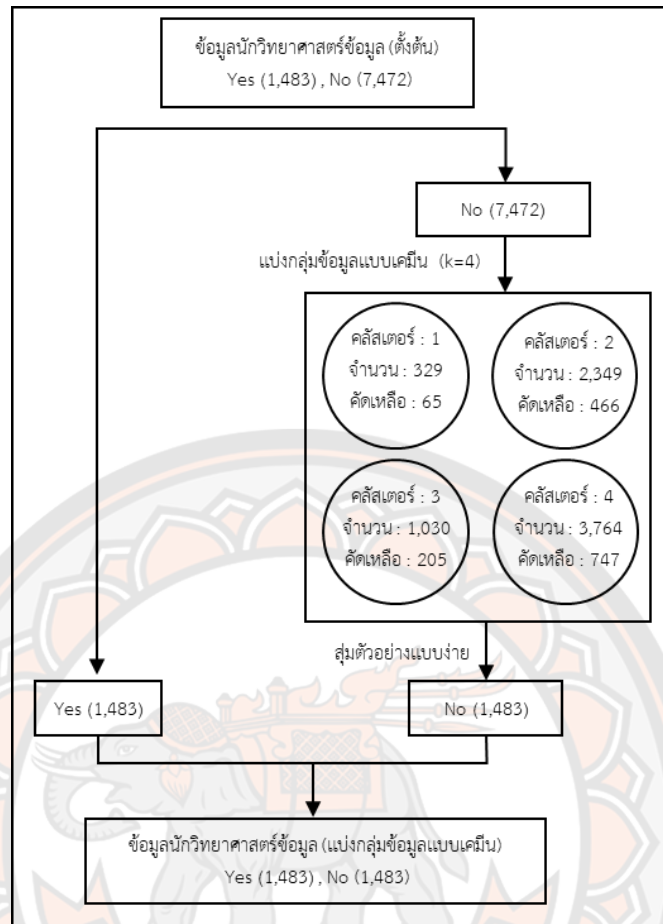 ข้อมูลนักวิทยาศาสตร์ข้อมูล (ตั้งต้น)
Yes (1,483) , No (7,472)
No (7,472)
แบ่งกลุ่มข้อมูลแบบเคมีน (k=4)
คลัสเตอร์ : 1
จำนวน : 329
คัดเหลือ : 65
คลัสเตอร์ : 2
จำนวน : 2,349
คัดเหลือ : 466
คลัสเตอร์ : 3
จำนวน : 1,030
คัดเหลือ : 205
คลัสเตอร์ : 4
จำนวน : 3,764
คัดเหลือ : 747
สุ่มตัวอย่างแบบง่าย
Yes (1,483)
No (1,483)
ข้อมูลนักวิทยาศาสตร์ข้อมูล (แบ่งกลุ่มข้อมูลแบบเคมีน)
Yes (1,483) , No (1,483)